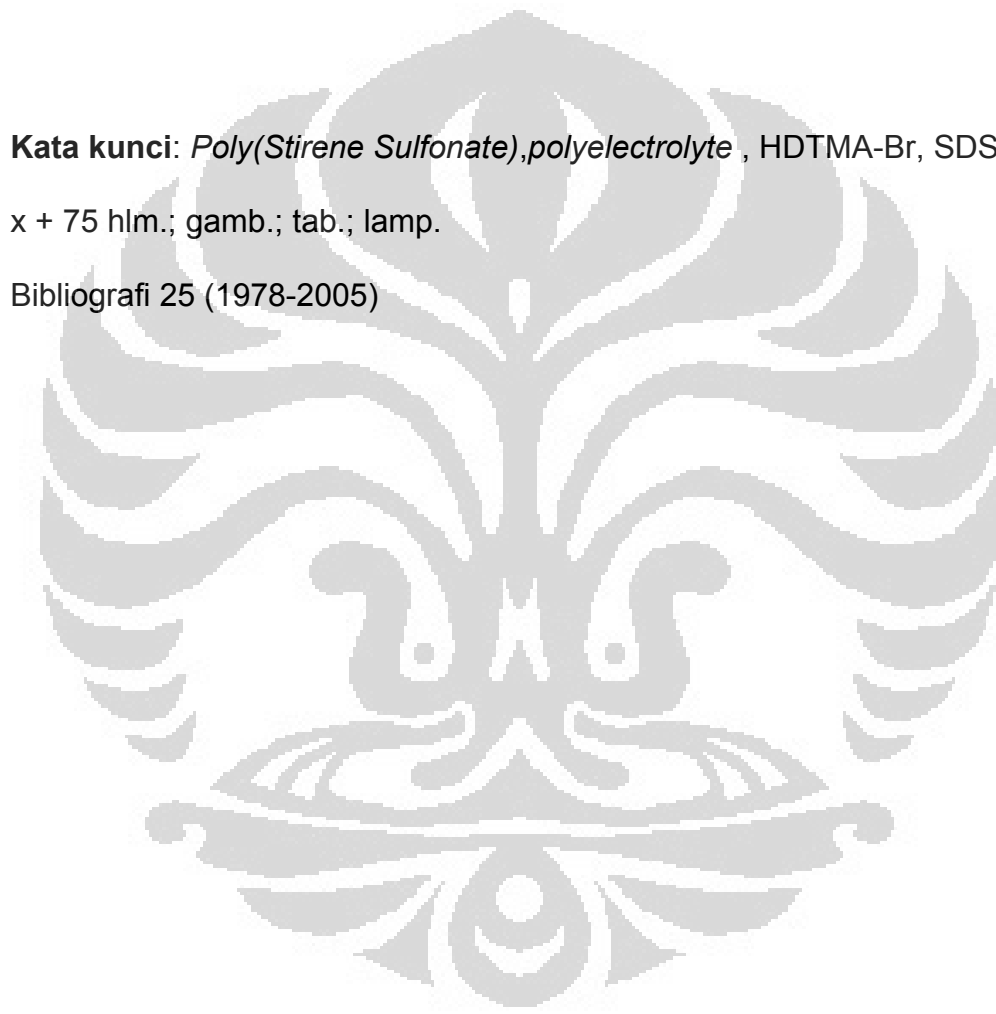 Kata kunci: Poly(Stirene Sulfonate),polyelectrolyte , HDTMA-Br, SDS
x + 75 hlm.; gamb.; tab.; lamp.
Bibliografi 25 (1978-2005)